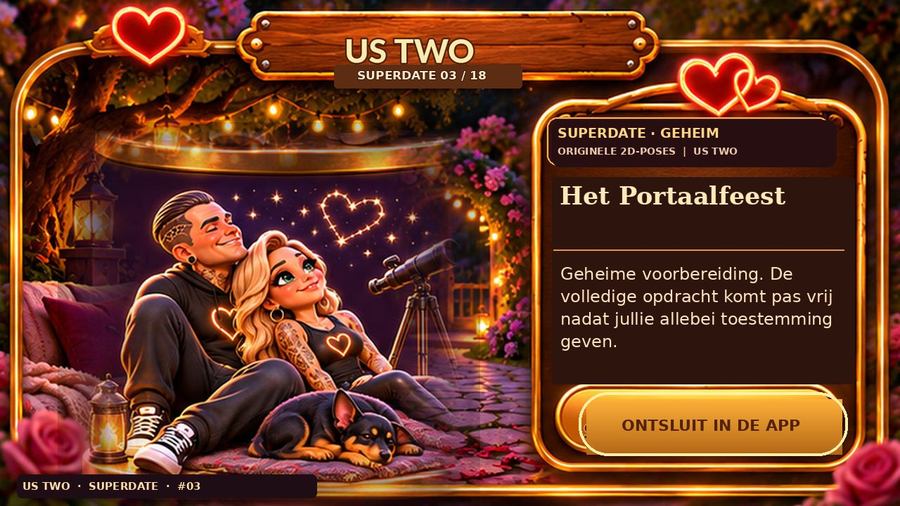 US TWO
SUPERDATE 03 / 18
SUPERDATE · GEHEIM
ORIGINELE 2D-POSES | US TWO
Het Portaalfeest
Geheime voorbereiding. De
volledige opdracht komt pas vrij
nadat jullie allebei toestemming
geven.
ONTSLUIT IN DE APP
US TWO · SUPERDATE · #03